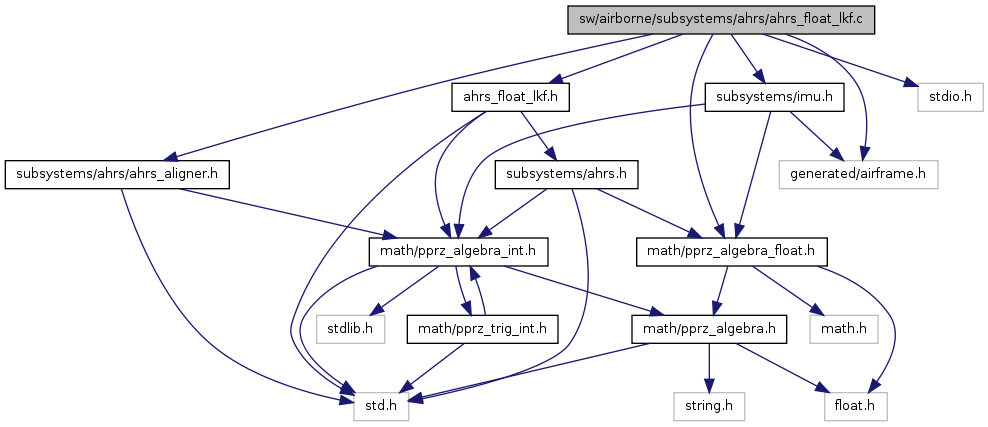 sw/airborne/subsystems/ahrs/ahrs_float_lkf.c
ahrs_float_lkf.h
subsystems/imu.h
stdio.h
subsystems/ahrs/ahrs_aligner.h
subsystems/ahrs.h
generated/airframe.h
math/pprz_algebra_int.h
math/pprz_algebra_float.h
stdlib.h
math/pprz_trig_int.h
math/pprz_algebra.h
math.h
std.h
string.h
float.h